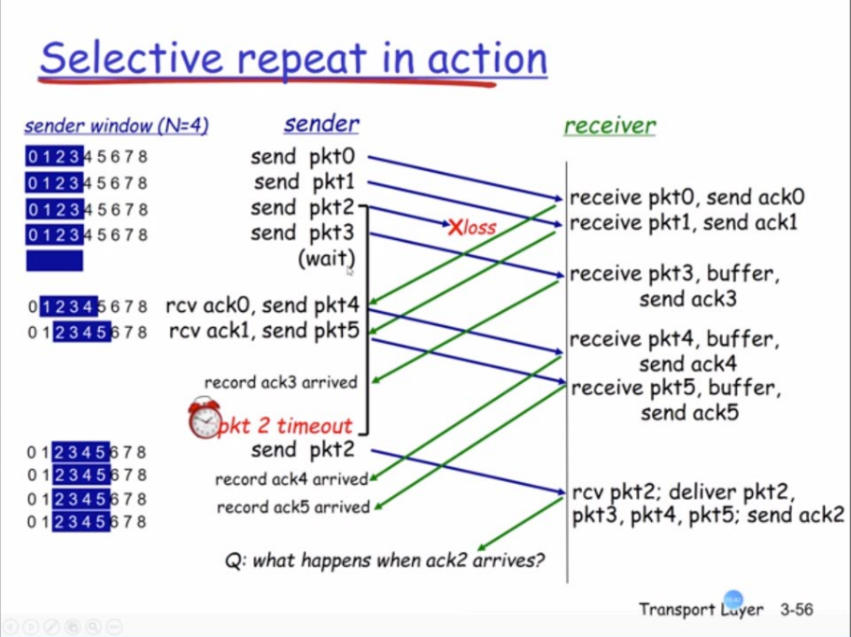 Selective repeat in action
sender window (N=4)
sender
receiver
0 1 2 3 4 5 6 7 8
send pkt0
0 1 2 3 4 5 6 7 8
send pkt1
0 1 2 3 4 5 6 7 8
send pkt2
0 1 2 3 4 5 6 7 8
send pkt3
(wait)
Xloss
receive pkt0, send ack0
receive pkt1, send ack1
receive pkt3, buffer,
send ack3
0 1 2 3 4 5 6 7 8
rcv ack0, send pkt4
0 1 2 3 4 5 6 7 8
rcv ack1, send pkt5
receive pkt4, buffer,
send ack4
receive pkt5, buffer,
send ack5
record ack3 arrived
pkt 2 timeout
0 1 2 3 4 5 6 7 8
send pkt2
0 1 2 3 4 5 6 7 8
record ack4 arrived
0 1 2 3 4 5 6 7 8
record ack5 arrived
0 1 2 3 4 5 6 7 8
rcv pkt2; deliver pkt2,
pkt3, pkt4, pkt5; send ack2
Q: what happens when ack2 arrives?
Transport Layer 3-56